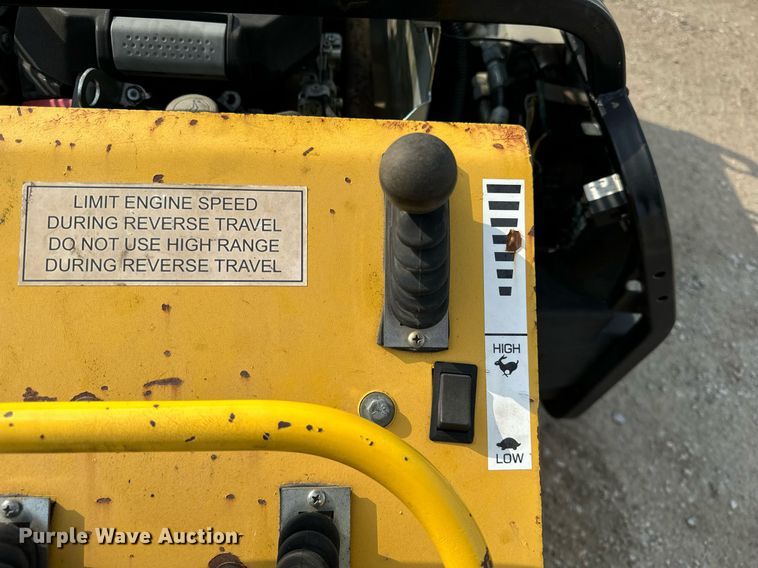 LIMIT ENGINE SPEED
DURING REVERSE TRAVEL
DO NOT USE HIGH RANGE
DURING REVERSE TRAVEL
HIGH
LOW
Purple Wave Auction